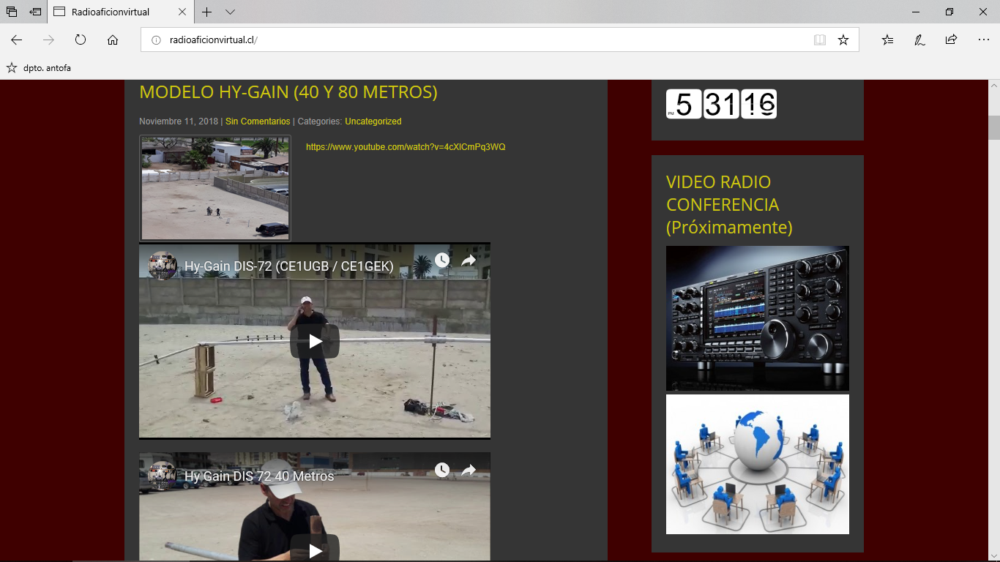 Radioaficionvirtual
radioaficionvirtual.cl/
dpto. antofa
MODELO HY-GAIN (40 Y 80 METROS)
Noviembre 11, 2018 | Sin Comentarios | Categories: Uncategorized
https://www.youtube.com/watch?v=4cXlCmPq3WQ
Hy-Gain DIS-72 (CE1UGB / CE1GEK)
Hy Gain DIS 72 40 Metros
PM 5 31 16
VIDEO RADIO
CONFERENCIA
(Próximamente)